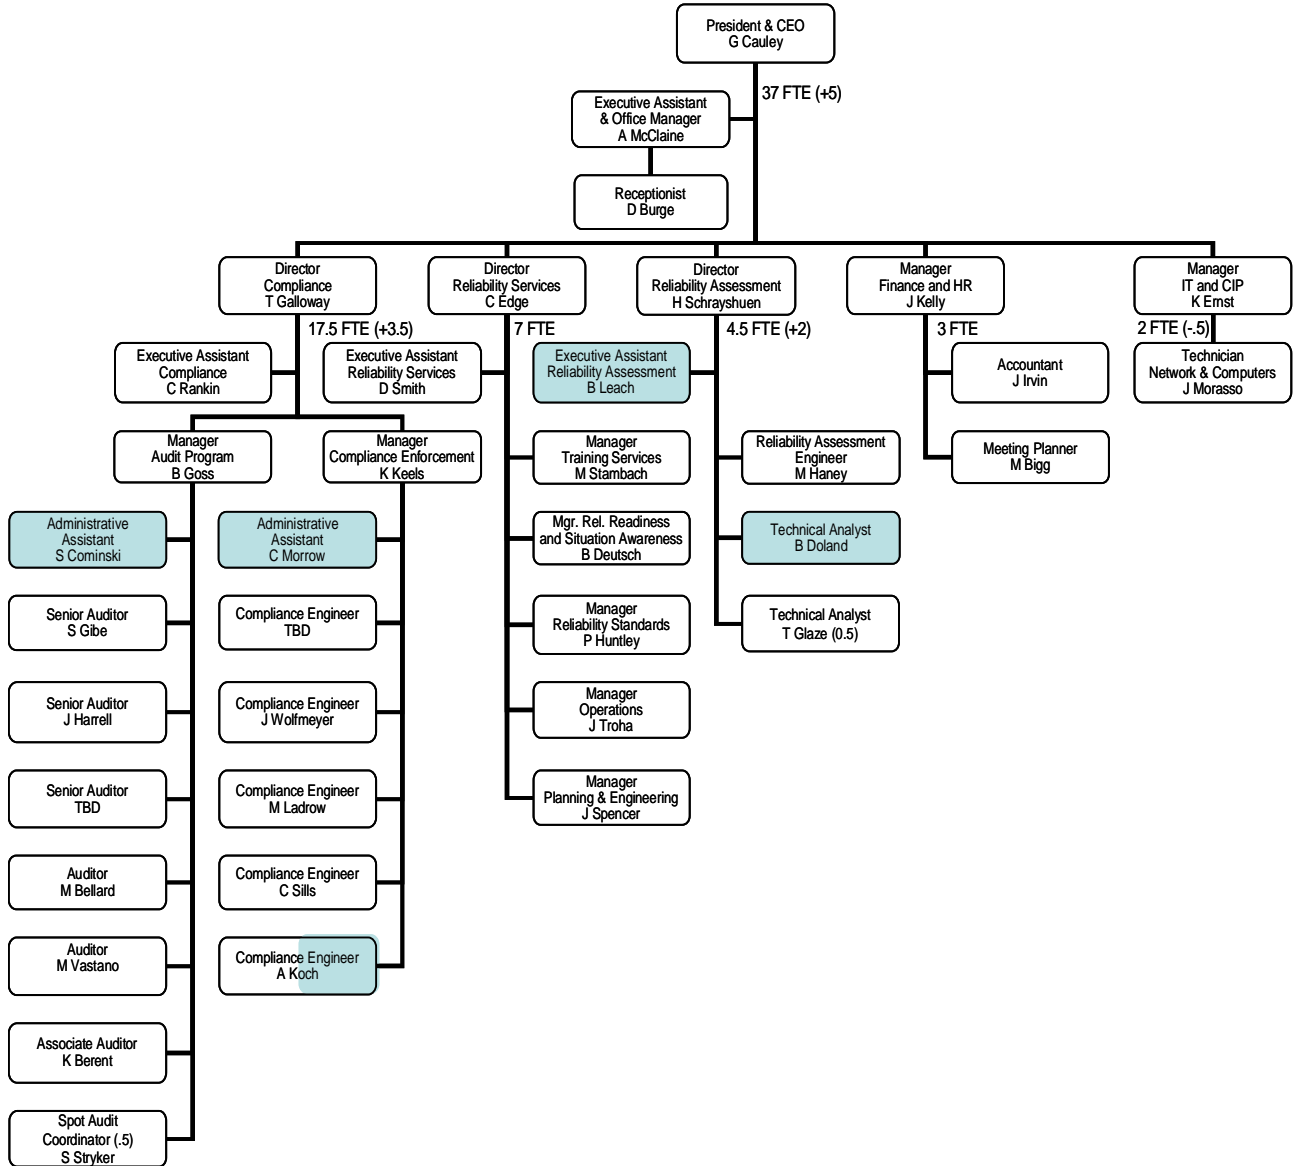 President & CEO
G Cauley
37 FTE (+5)
Executive Assistant
& Office Manager
A McClaine
Receptionist
D Burge
Director
Compliance
T Galloway
Director
Reliability Services
C Edge
Director
Reliability Assessment
H Schrayshuen
Manager
Finance and HR
J Kelly
Manager
IT and CIP
K Ernst
17.5 FTE (+3.5)
7 FTE
4.5 FTE (+2)
3 FTE
2 FTE (-.5)
Executive Assistant
Compliance
C Rankin
Executive Assistant
Reliability Services
D Smith
Executive Assistant
Reliability Assessment
B Leach
Accountant
J Irvin
Technician
Network & Computers
J Morasso
Manager
Audit Program
B Goss
Manager
Compliance Enforcement
K Keels
Manager
Training Services
M Stambach
Reliability Assessment
Engineer
M Haney
Meeting Planner
M Bigg
Administrative
Assistant
S Cominski
Administrative
Assistant
C Morrow
Mgr. Rel. Readiness
and Situation Awareness
B Deutsch
Technical Analyst
B Doland
Senior Auditor
S Gibe
Compliance Engineer
TBD
Manager
Reliability Standards
P Huntley
Technical Analyst
T Glaze (0.5)
Senior Auditor
J Harrell
Compliance Engineer
J Wolfmeyer
Manager
Operations
J Troha
Senior Auditor
TBD
Compliance Engineer
M Ladrow
Manager
Planning & Engineering
J Spencer
Auditor
M Bellard
Compliance Engineer
C Sills
Auditor
M Vastano
Compliance Engineer
A Koch
Associate Auditor
K Berent
Spot Audit
Coordinator (.5)
S Stryker